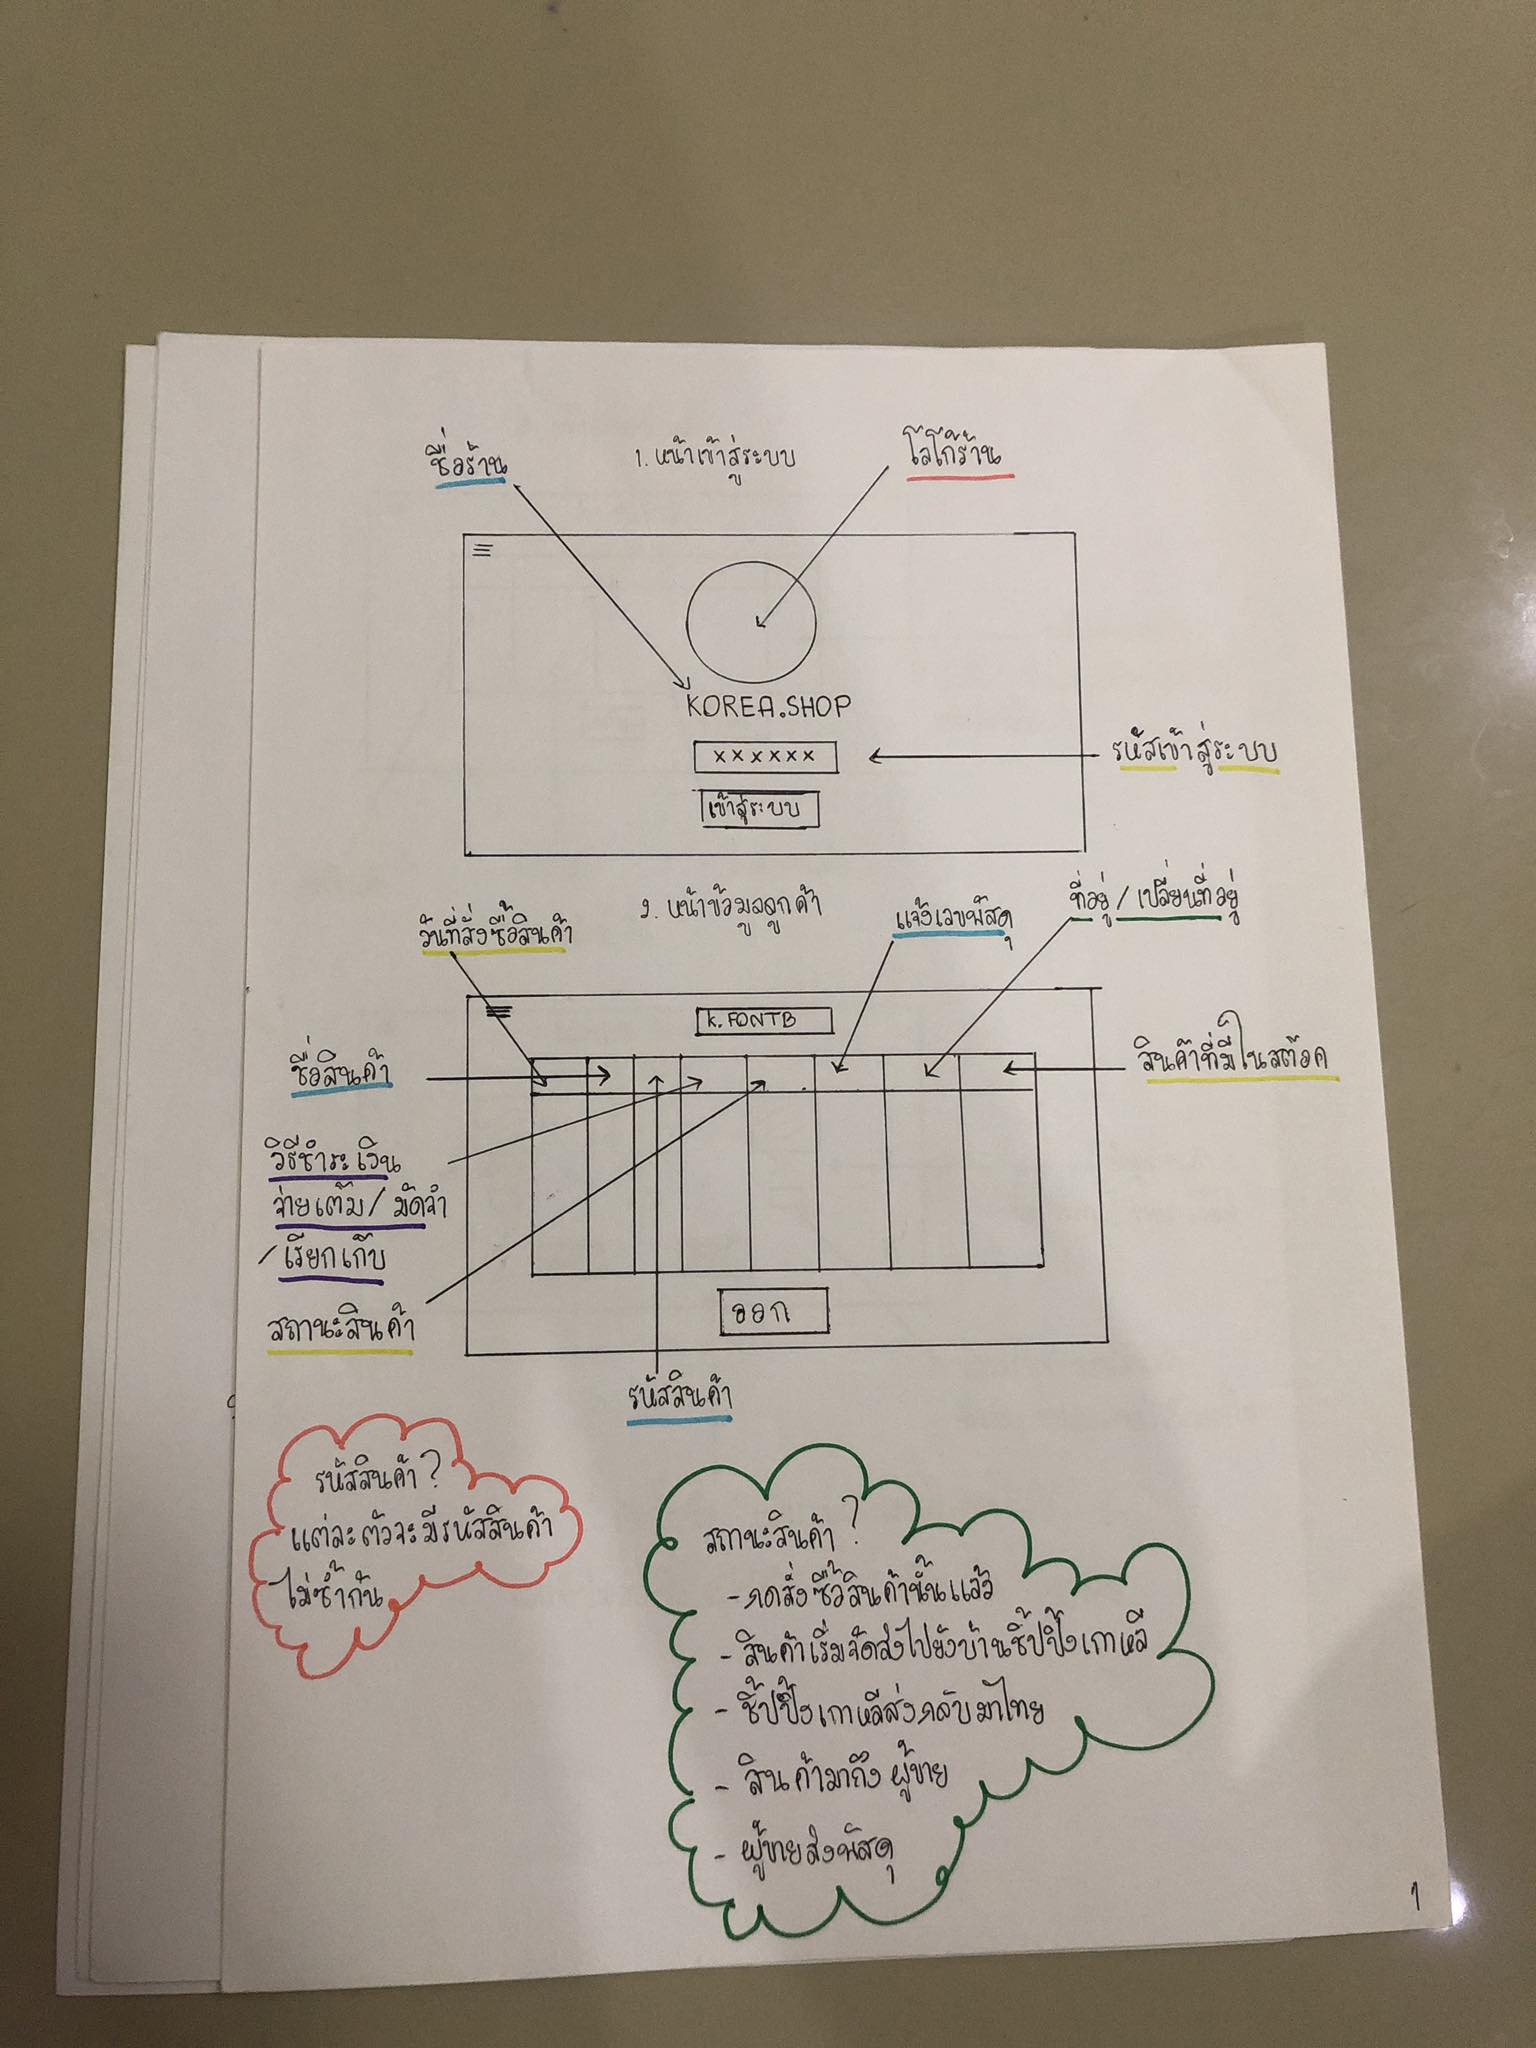 ชื่อร้าน
1. หน้าเข้าสู่ระบบ
โลโก้ร้าน
KOREA.SHOP
xxxxxx
รหัสเข้าสู่ระบบ
เข้าสู่ระบบ
2. หน้าข้อมูลลูกค้า
วันที่สั่งซื้อสินค้า
แจ้งเลขพัสดุ
ที่อยู่ / เปลี่ยนที่อยู่
K. FONTB
ชื่อสินค้า
สินค้าที่มีในสต๊อค
วิธีชำระเงิน
จ่ายเต็ม / มัดจำ
/ เรียกเก็บ
สถานะสินค้า
ออก
รหัสสินค้า
รหัสสินค้า ?
แต่ละตัวจะมีรหัสสินค้า
ไม่ซ้ำกัน
สถานะสินค้า ?
- กดสั่งซื้อสินค้านั้นแล้ว
- สินค้าเริ่มจัดส่งไปยังบ้านชิ้ปปิ้งเกาหลี
- ชิ้ปปิ้งเกาหลีส่งกลับมาไทย
- สินค้ามาถึงผู้ขาย
- ผู้ขายส่งพัสดุ
1